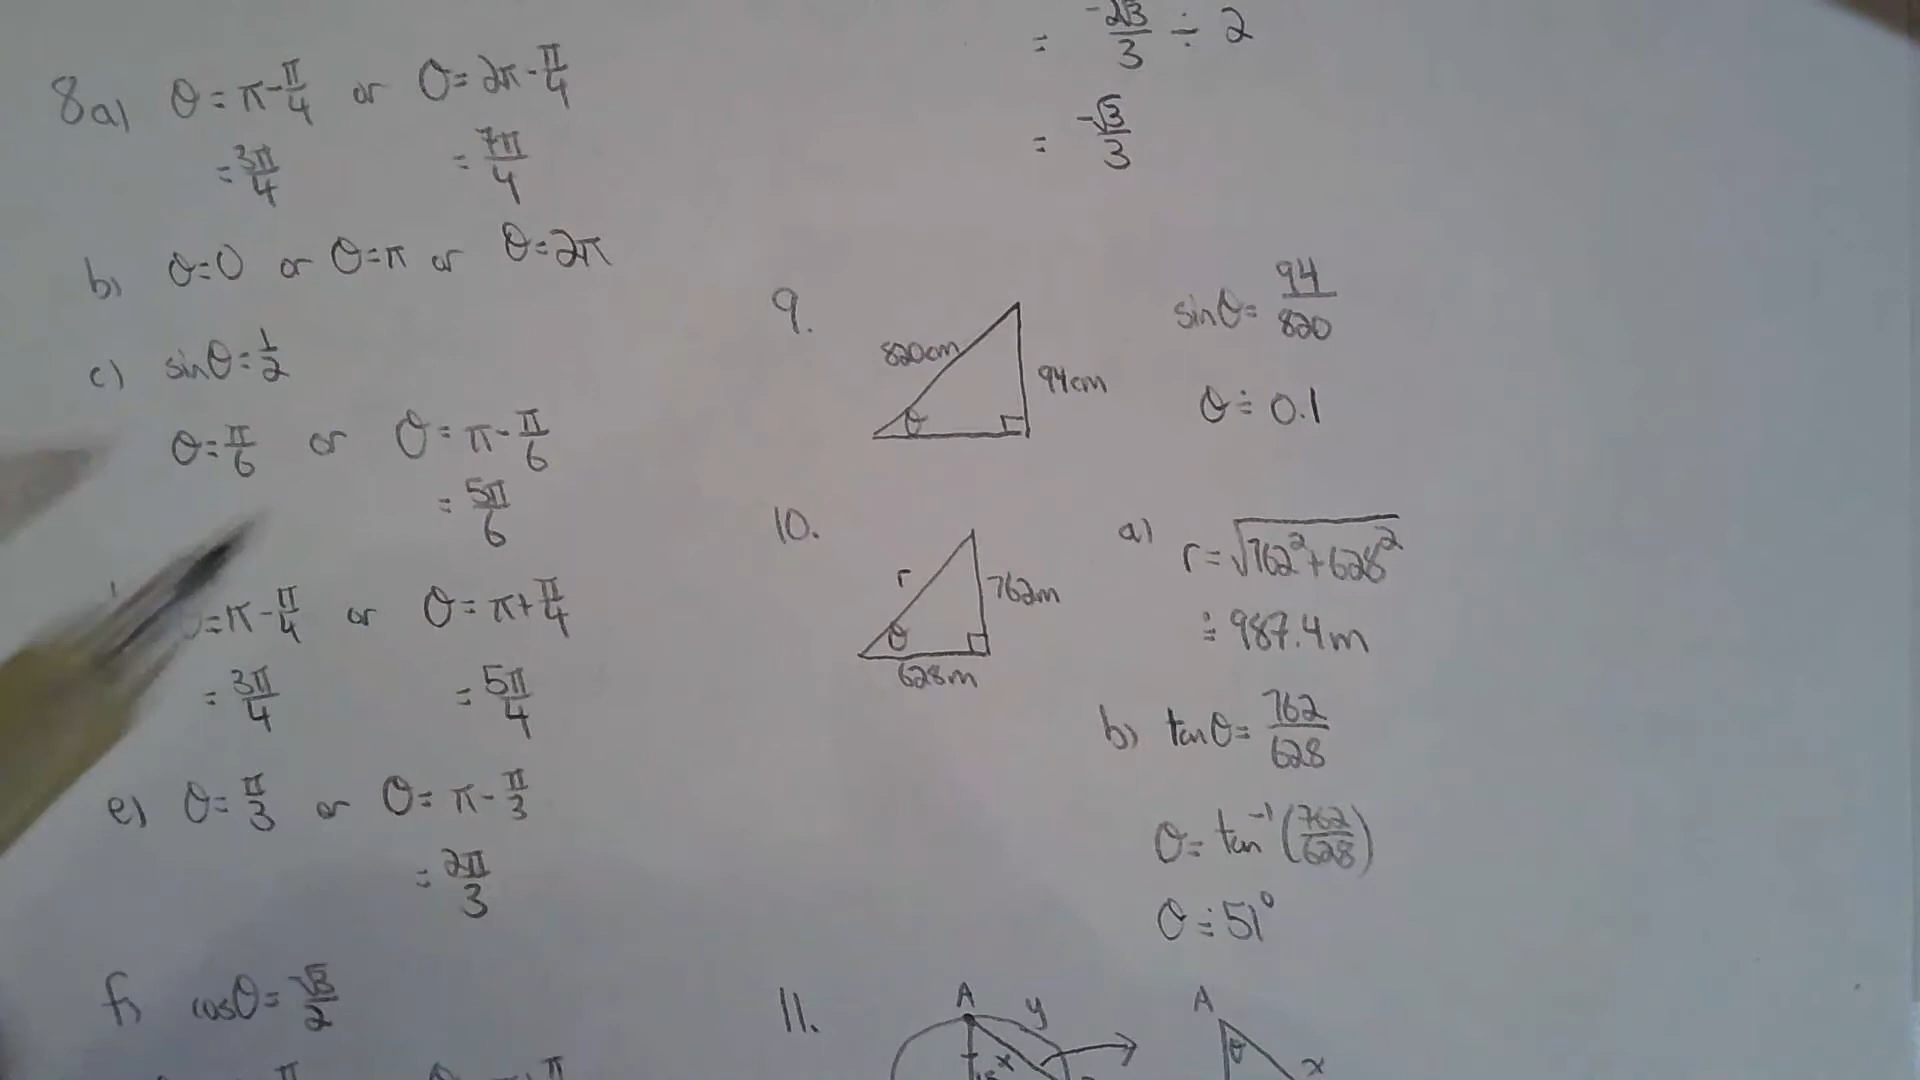 8a) θ = π - π/4 or θ = 2π - π/4
= 3π/4 = 7π/4
b) θ = 0 or θ = π or θ = 2π
c) sinθ = 1/2
θ = π/6 or θ = π - π/6
= 5π/6
= π - π/4 or θ = π + π/4
= 3π/4 = 5π/4
e) θ = π/3 or θ = π - π/3
= 2π/3
f) cosθ = √3/2
= -2√3/3 ÷ 2
= -√3/3
9.
820cm
94cm
θ
sinθ = 94/820
θ ≐ 0.1
10.
r
762m
θ
628m
a) r = √762² + 628²
≐ 987.4m
b) tanθ = 762/628
θ = tan⁻¹(762/628)
θ ≐ 51°
11.
A
y
x
A
θ
x